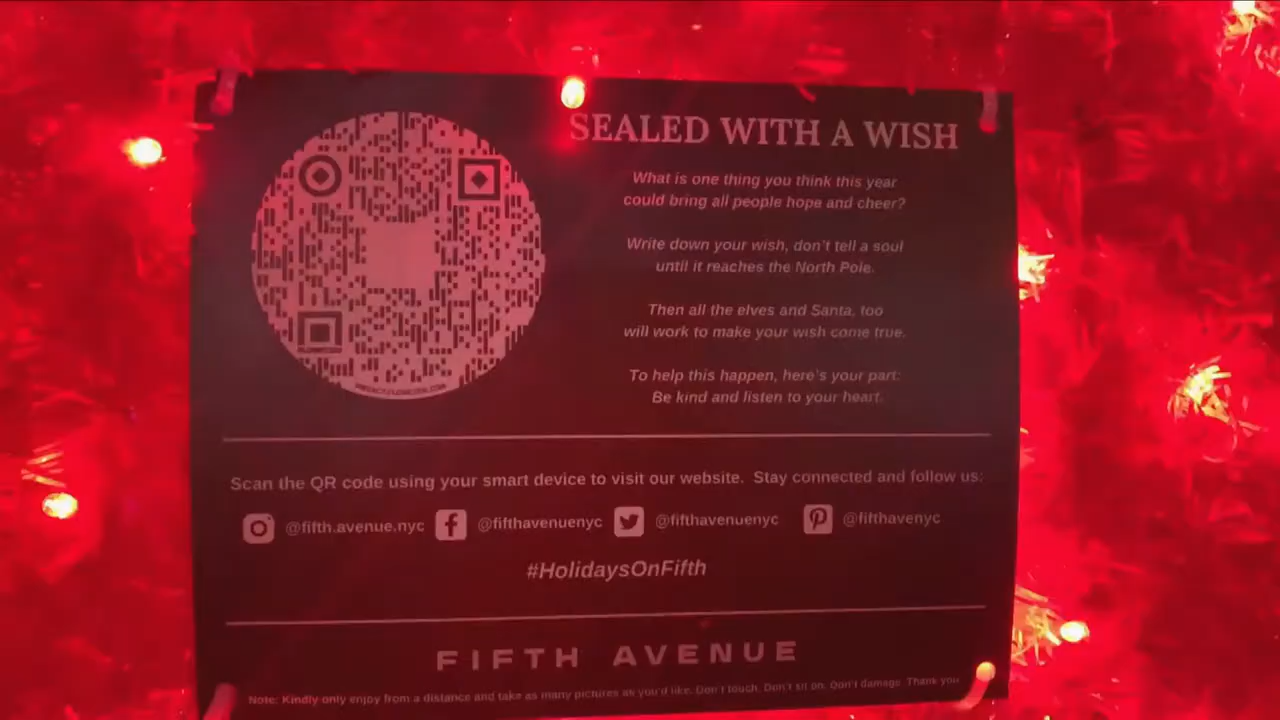 SEALED WITH A WISH
What is one thing you think this year
could bring all people hope and cheer?
Write down your wish, don't tell a soul
until it reaches the North Pole.
Then all the elves and Santa, too
will work to make your wish come true.
To help this happen, here's your part:
Be kind and listen to your heart.
Scan the QR code using your smart device to visit our website. Stay connected and follow us:
@fifth.avenue.nyc @fifthavenuenyc @fifthavenuenyc @fifthavenyc
#HolidaysOnFifth
FIFTH AVENUE
Note: Kindly only enjoy from a distance and take as many pictures as you'd like. Don't touch. Don't sit on. Don't damage. Thank you